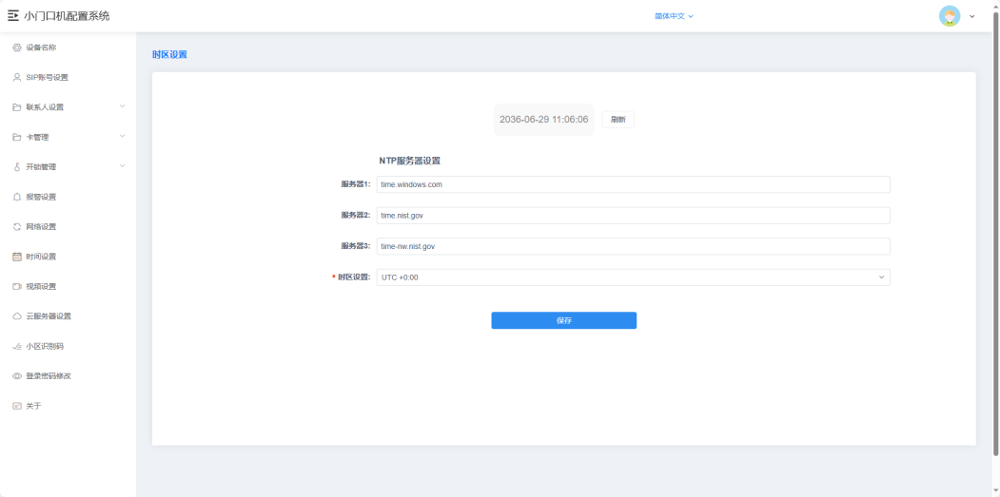 小门口机配置系统
简体中文
设备名称
SIP账号设置
联系人设置
卡管理
开锁管理
报警设置
网络设置
时间设置
视频设置
云服务器设置
小区识别码
登录密码修改
关于
时区设置
2036-06-29 11:06:06 刷新
NTP服务器设置
服务器1: time.windows.com
服务器2: time.nist.gov
服务器3: time-nw.nist.gov
* 时区设置: UTC +0:00
保存